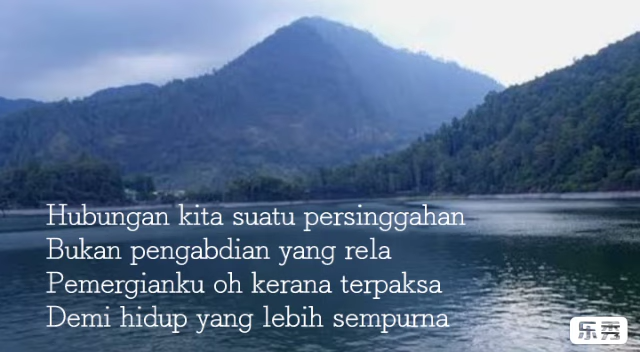 Hubungan kita suatu persinggahan
Bukan pengabdian yang rela
Pemergianku oh kerana terpaksa
Demi hidup yang lebih sempurna
乐秀